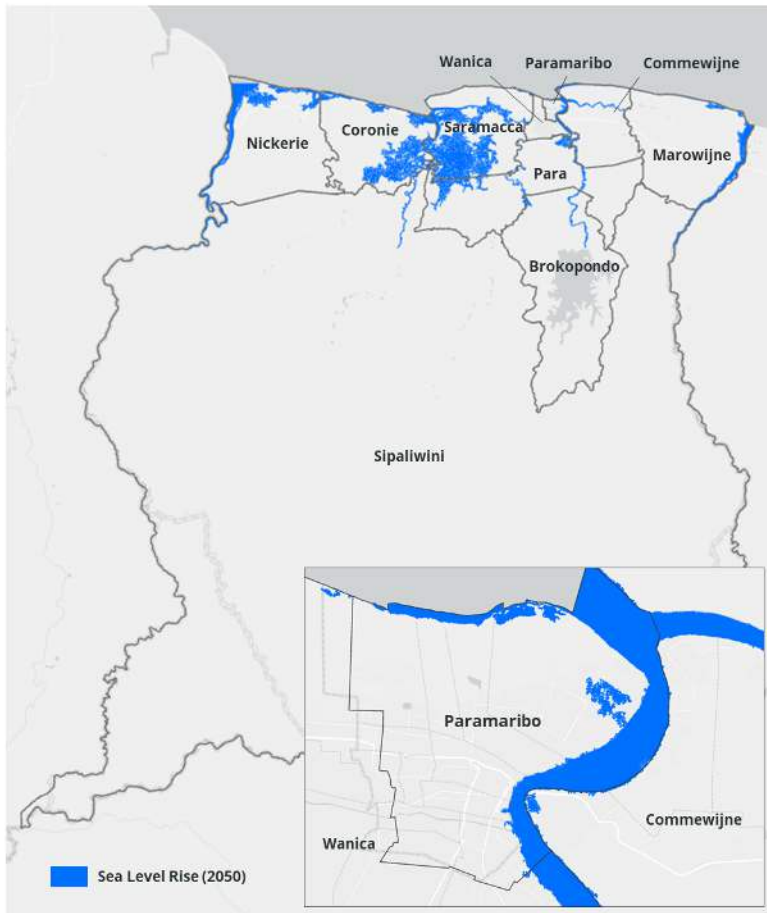 Wanica
Paramaribo
Commewijne
Coronie
Saramacca
Nickerie
Marowijne
Para
Brokopondo
Sipaliwini
Paramaribo
Commewijne
Wanica
Sea Level Rise (2050)